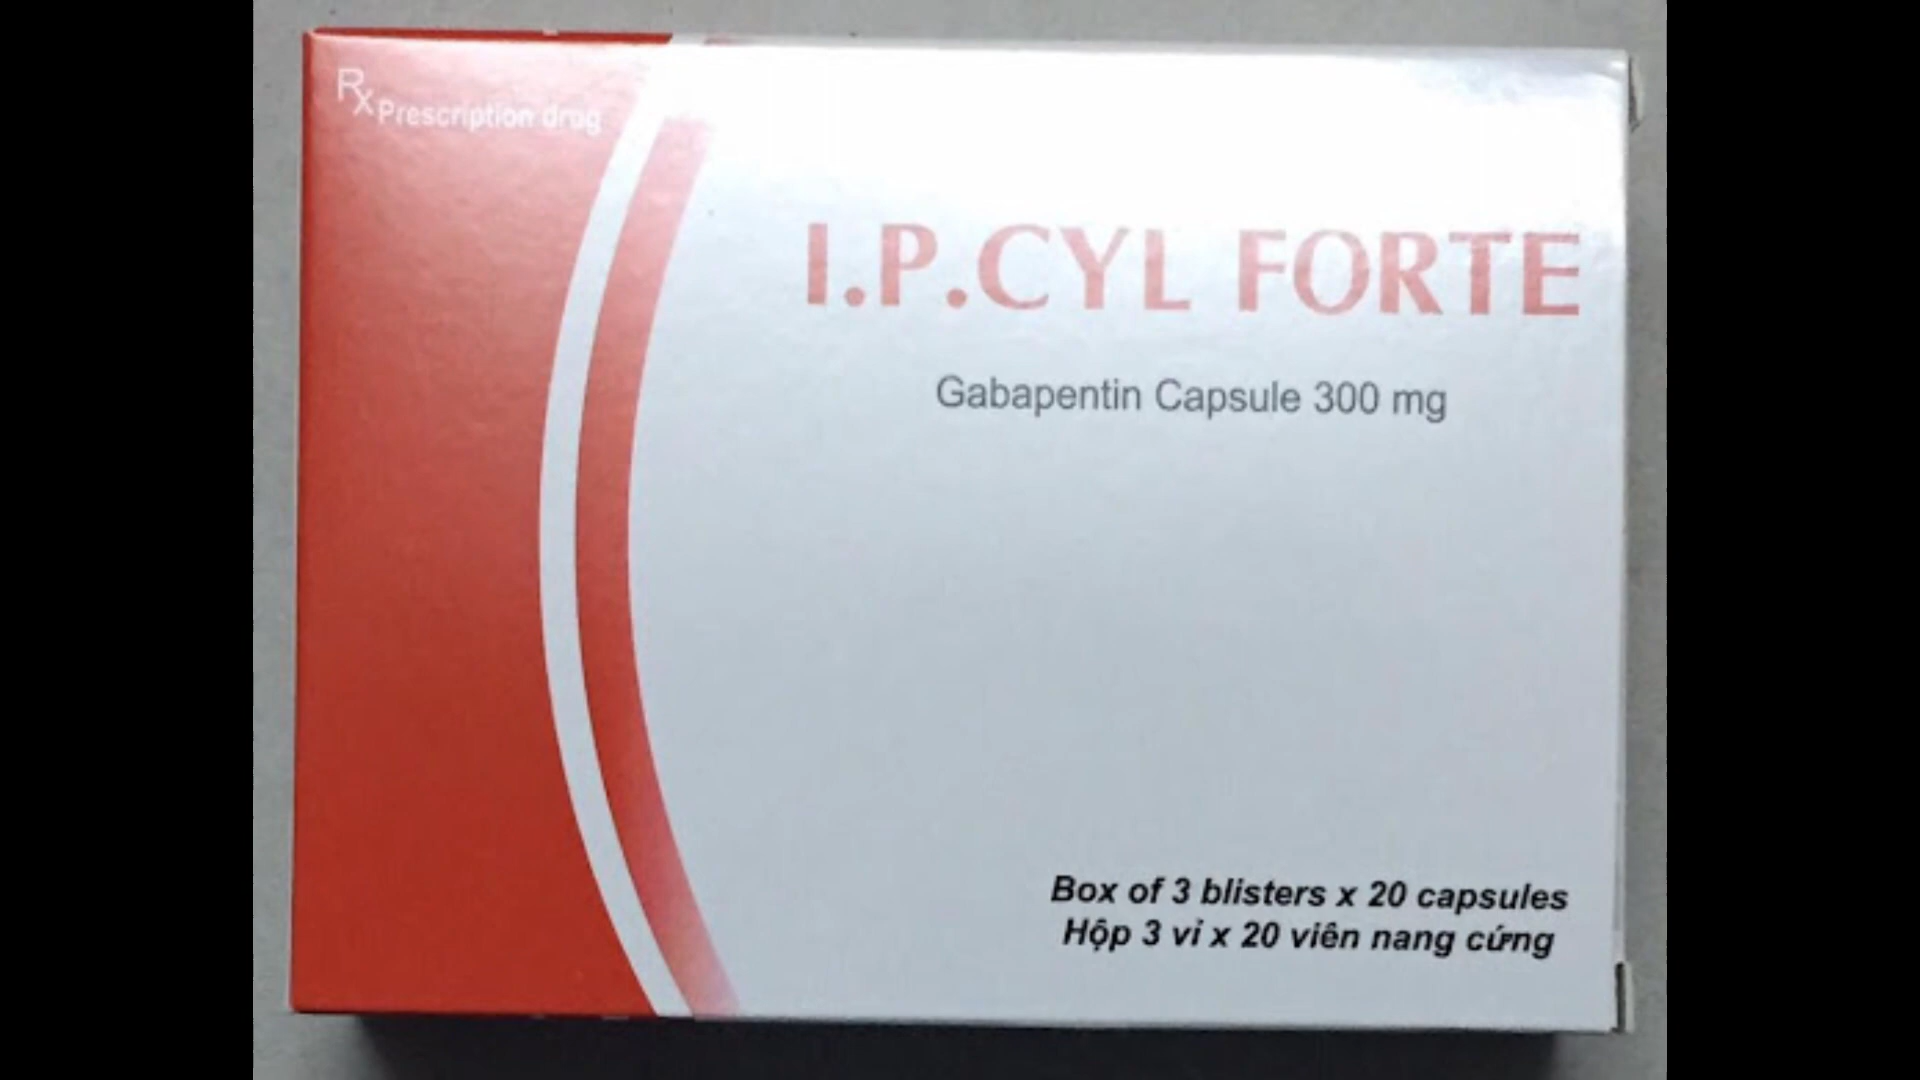 Rx Prescription drug
I.P.CYL FORTE
Gabapentin Capsule 300 mg
Box of 3 blisters x 20 capsules
Hộp 3 vỉ x 20 viên nang cứng